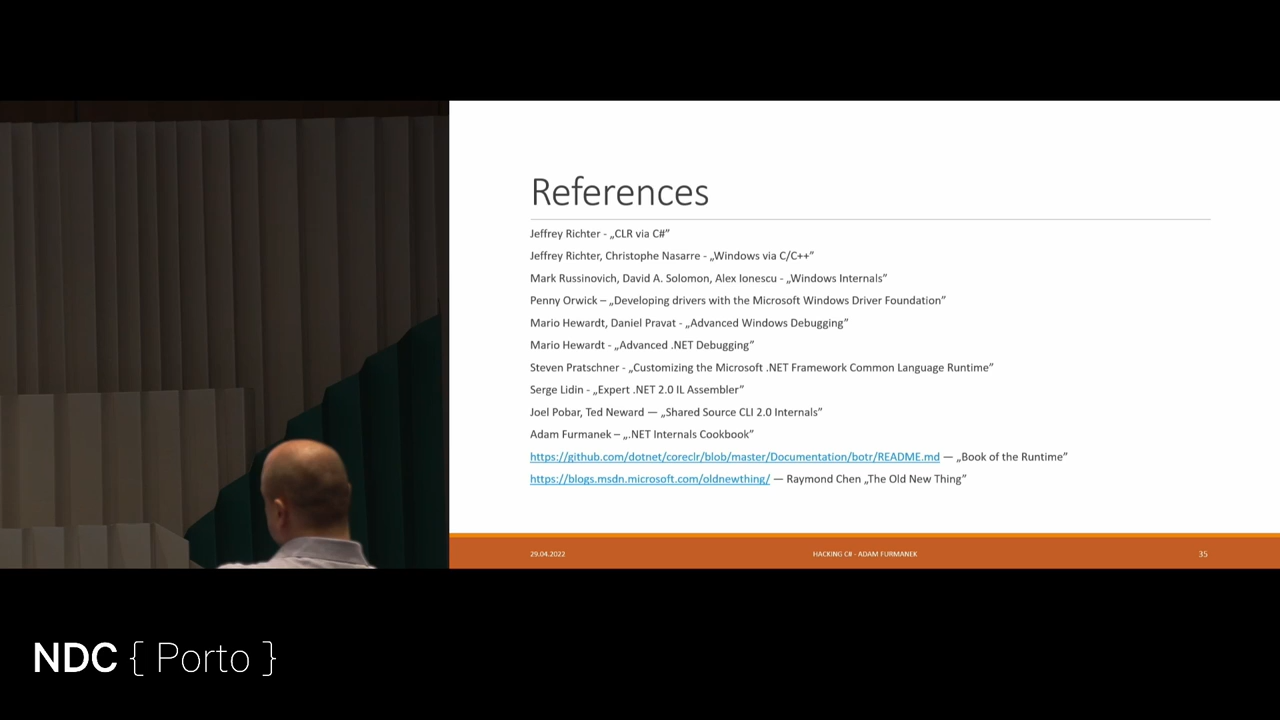 References
Jeffrey Richter - „CLR via C#”
Jeffrey Richter, Christophe Nasarre - „Windows via C/C++”
Mark Russinovich, David A. Solomon, Alex Ionescu - „Windows Internals”
Penny Orwick – „Developing drivers with the Microsoft Windows Driver Foundation”
Mario Hewardt, Daniel Pravat - „Advanced Windows Debugging”
Mario Hewardt - „Advanced .NET Debugging”
Steven Pratschner - „Customizing the Microsoft .NET Framework Common Language Runtime”
Serge Lidin - „Expert .NET 2.0 IL Assembler”
Joel Pobar, Ted Neward — „Shared Source CLI 2.0 Internals”
Adam Furmanek – „.NET Internals Cookbook”
https://github.com/dotnet/coreclr/blob/master/Documentation/botr/README.md — „Book of the Runtime”
https://blogs.msdn.microsoft.com/oldnewthing/ — Raymond Chen „The Old New Thing”
29.04.2022 HACKING C# - ADAM FURMANEK 35
NDC { Porto }